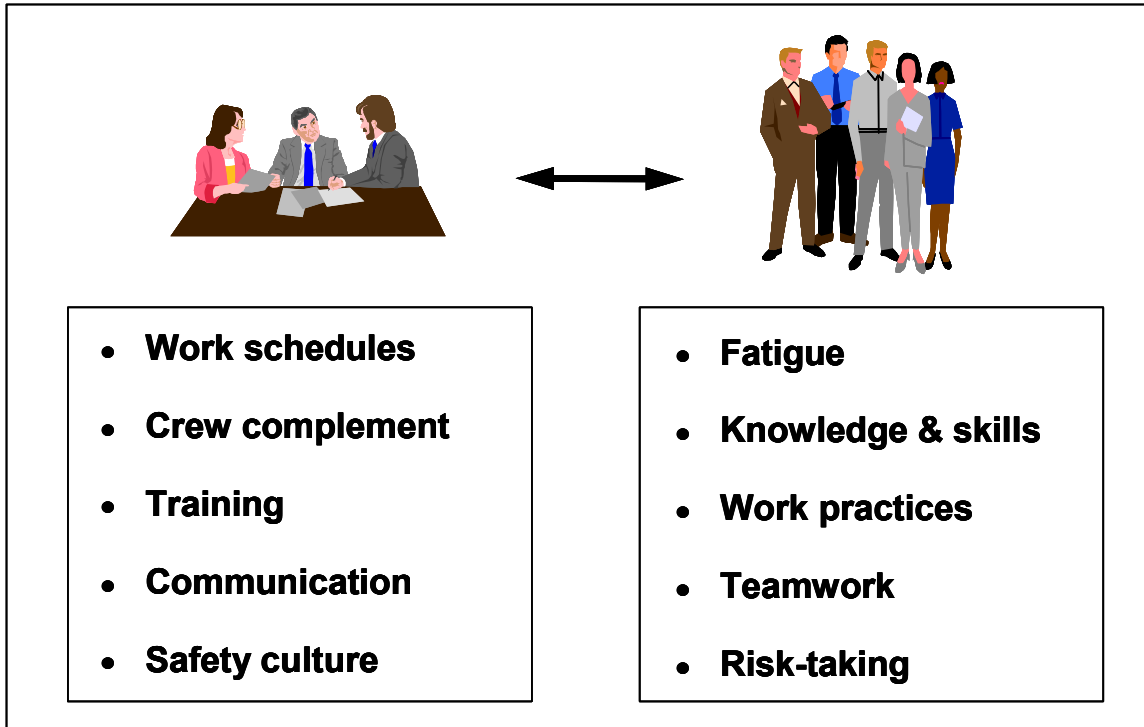 • Work schedules
• Crew complement
• Training
• Communication
• Safety culture
• Fatigue
• Knowledge & skills
• Work practices
• Teamwork
• Risk-taking